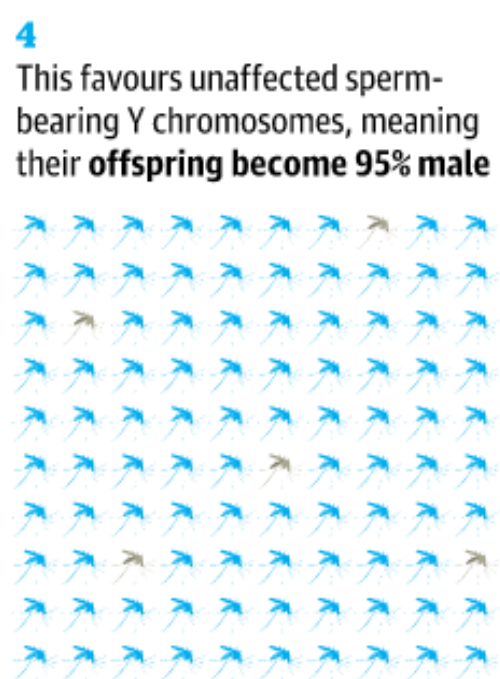 4
This favours unaffected sperm-
bearing Y chromosomes, meaning
their offspring become 95% male